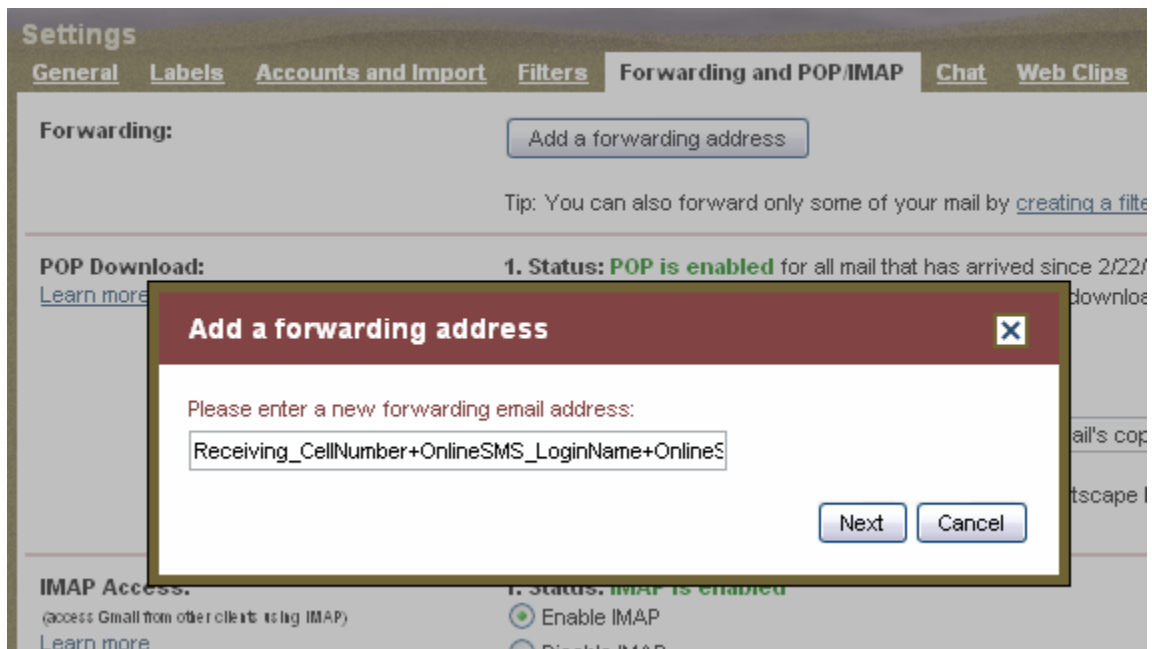 Settings
General Labels Accounts and Import Filters Forwarding and POP/IMAP Chat Web Clips
Forwarding:
Add a forwarding address
Tip: You can also forward only some of your mail by creating a filte
POP Download:
1. Status: POP is enabled for all mail that has arrived since 2/22/
Learn more
downloa
Add a forwarding address
Please enter a new forwarding email address:
Receiving_CellNumber+OnlineSMS_LoginName+OnlineS
ail's cop
tscape
Next Cancel
IMAP Access:
1. Status: IMAP is enabled
(access Gmail from other clients using IMAP)
Enable IMAP
Learn more
Disable IMAP